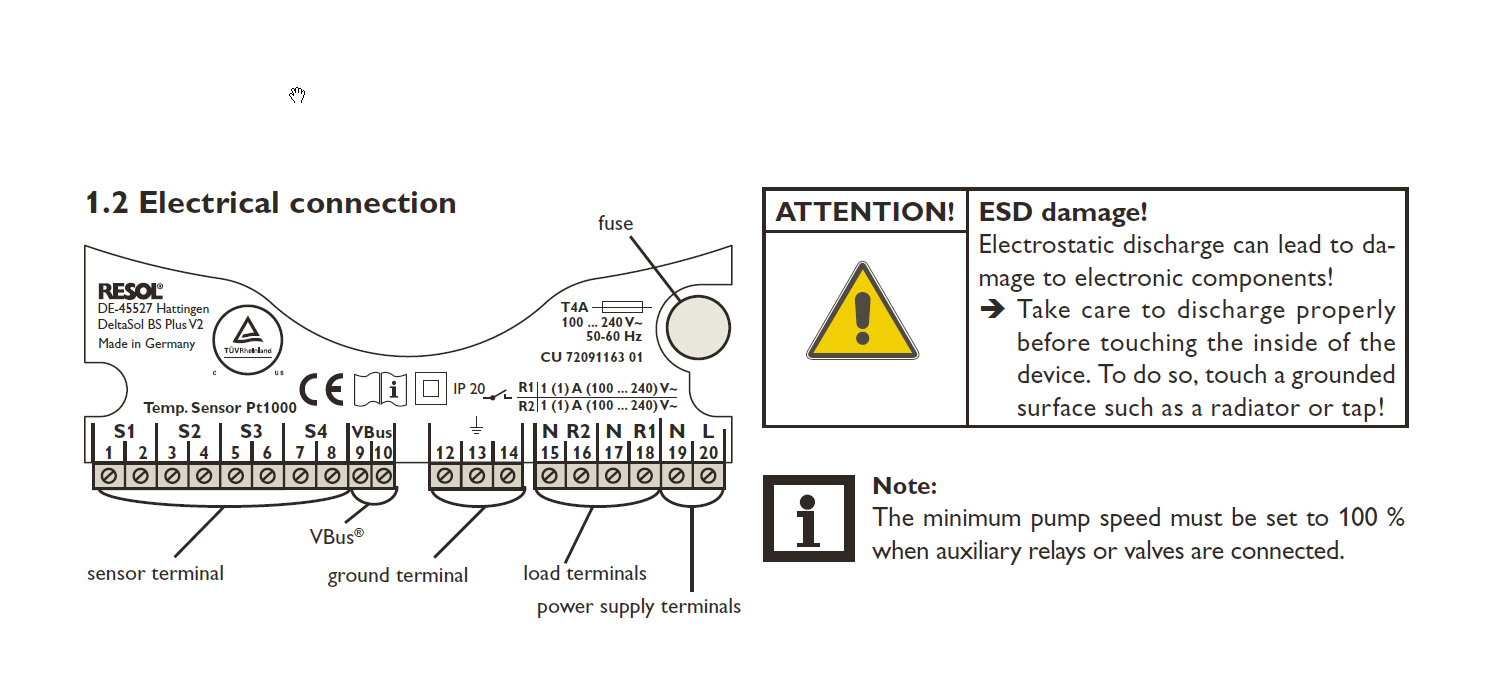 1.2 Electrical connection
fuse
RESOL®
DE-45527 Hattingen
DeltaSol BS Plus V2
Made in Germany
TÜVRheinland
C US
T4A
100 ... 240 V~
50-60 Hz
CU 72091163 01
CE
i
IP 20
R1 1 (1) A (100 ... 240) V~
R2 1 (1) A (100 ... 240) V~
Temp. Sensor Pt1000
S1 S2 S3 S4 VBus N R2 N R1 N L
1 2 3 4 5 6 7 8 9 10 12 13 14 15 16 17 18 19 20
VBus®
sensor terminal
ground terminal
load terminals
power supply terminals
ATTENTION!
ESD damage!
Electrostatic discharge can lead to da-
mage to electronic components!
➔ Take care to discharge properly
before touching the inside of the
device. To do so, touch a grounded
surface such as a radiator or tap!
i
Note:
The minimum pump speed must be set to 100 %
when auxiliary relays or valves are connected.